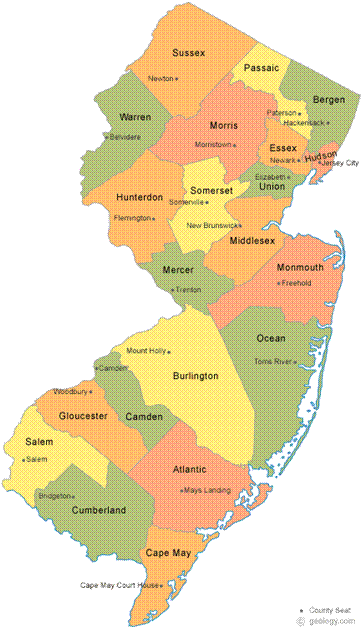 Sussex
Newton
Passaic
Bergen
Warren
Paterson
Hackensack
Morris
Belvidere
Morristown
Essex
Hudson
Newark
Jersey City
Elizabeth
Union
Hunterdon
Somerset
Somerville
Flemington
New Brunswick
Middlesex
Mercer
Monmouth
Freehold
Trenton
Ocean
Mount Holly
Toms River
Camden
Burlington
Woodbury
Gloucester
Camden
Salem
Salem
Atlantic
Mays Landing
Bridgeton
Cumberland
Cape May
Cape May Court House
County Seat
© geology.com